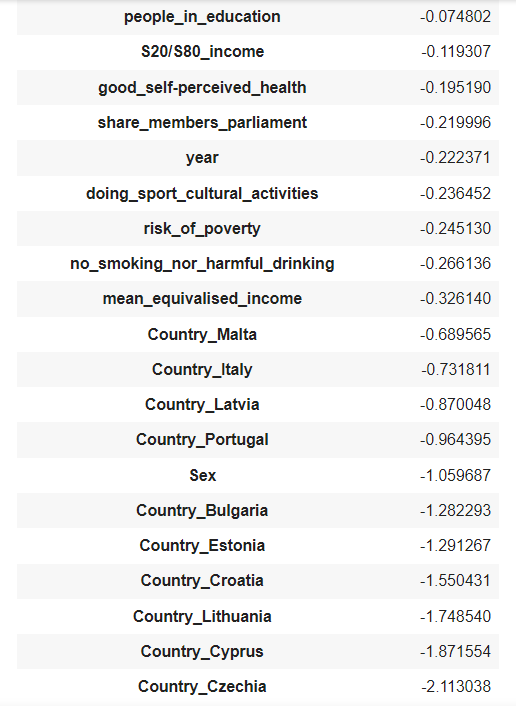 people_in_education -0.074802
S20/S80_income -0.119307
good_self-perceived_health -0.195190
share_members_parliament -0.219996
year -0.222371
doing_sport_cultural_activities -0.236452
risk_of_poverty -0.245130
no_smoking_nor_harmful_drinking -0.266136
mean_equivalised_income -0.326140
Country_Malta -0.689565
Country_Italy -0.731811
Country_Latvia -0.870048
Country_Portugal -0.964395
Sex -1.059687
Country_Bulgaria -1.282293
Country_Estonia -1.291267
Country_Croatia -1.550431
Country_Lithuania -1.748540
Country_Cyprus -1.871554
Country_Czechia -2.113038